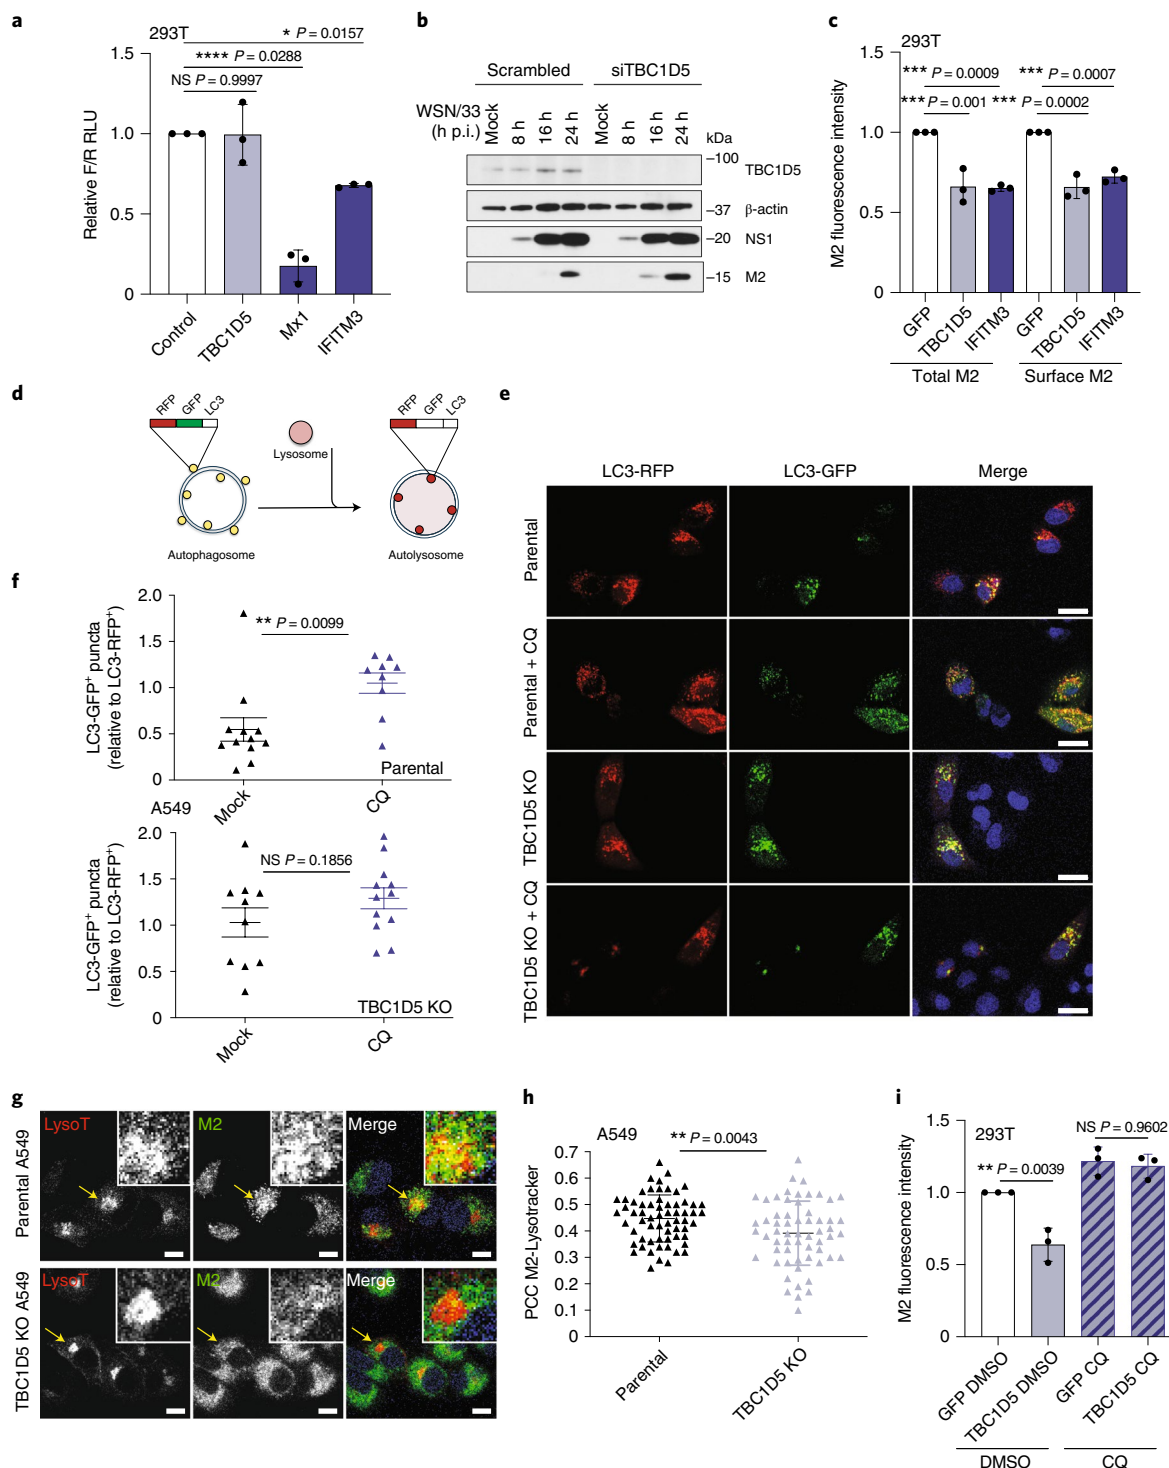 a
293T
* P = 0.0157
**** P = 0.0288
NS P = 0.9997
Relative F/R RLU
1.5
1.0
0.5
0
Control
TBC1D5
Mx1
IFITM3
b
Scrambled
siTBC1D5
WSN/33
(h p.i.)
Mock
8 h
16 h
24 h
Mock
8 h
16 h
24 h
kDa
–100
TBC1D5
–37
β-actin
–20
NS1
–15
M2
c
293T
*** P = 0.0009
*** P = 0.0007
*** P = 0.001
*** P = 0.0002
M2 fluorescence intensity
1.5
1.0
0.5
0
GFP
TBC1D5
IFITM3
GFP
TBC1D5
IFITM3
Total M2
Surface M2
d
RFP
GFP
LC3
Lysosome
RFP
GFP
LC3
Autophagosome
Autolysosome
e
LC3-RFP
LC3-GFP
Merge
Parental
Parental + CQ
TBC1D5 KO
TBC1D5 KO + CQ
f
LC3-GFP⁺ puncta
(relative to LC3-RFP⁺)
2.0
1.5
1.0
0.5
0
** P = 0.0099
Parental
Mock
CQ
A549
LC3-GFP⁺ puncta
(relative to LC3-RFP⁺)
2.0
1.5
1.0
0.5
0
NS P = 0.1856
TBC1D5 KO
Mock
CQ
g
Parental A549
LysoT
M2
Merge
TBC1D5 KO A549
LysoT
M2
Merge
h
A549
** P = 0.0043
PCC M2-Lysotracker
0.7
0.6
0.5
0.4
0.3
0.2
0.1
0
Parental
TBC1D5 KO
i
293T
NS P = 0.9602
** P = 0.0039
M2 fluorescence intensity
1.5
1.0
0.5
0
GFP DMSO
TBC1D5 DMSO
GFP CQ
TBC1D5 CQ
DMSO
CQ